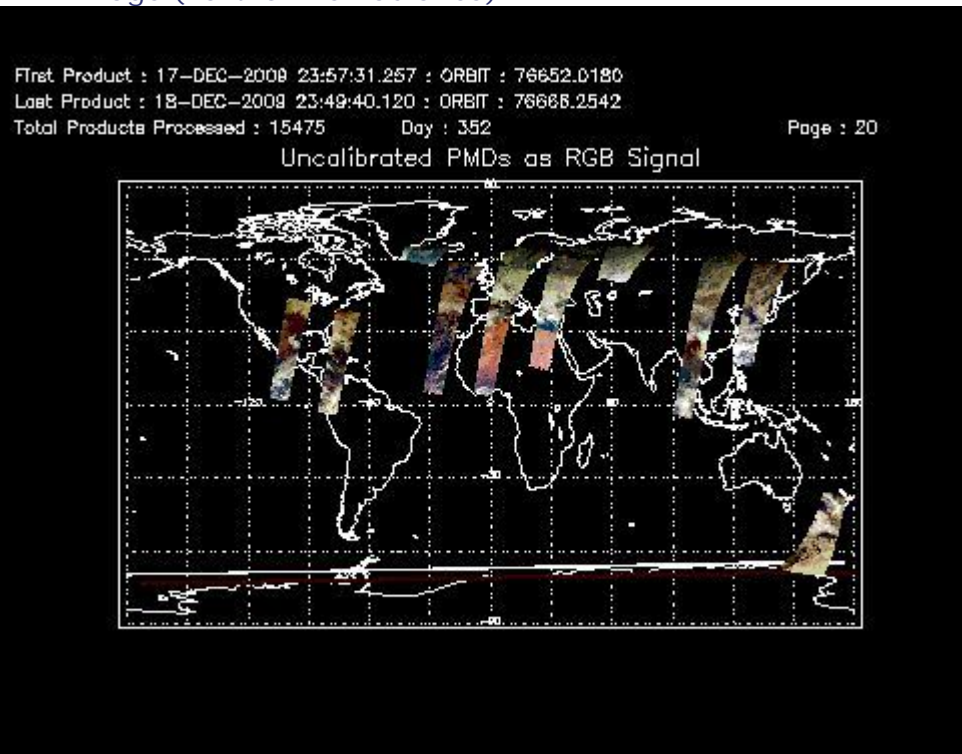 First Product : 17-DEC-2009 23:57:31.257 : ORBIT : 76652.0180
Last Product : 18-DEC-2009 23:49:40.120 : ORBIT : 76666.2542
Total Products Processed : 15475 Day : 352 Page : 20
Uncalibrated PMDs as RGB Signal